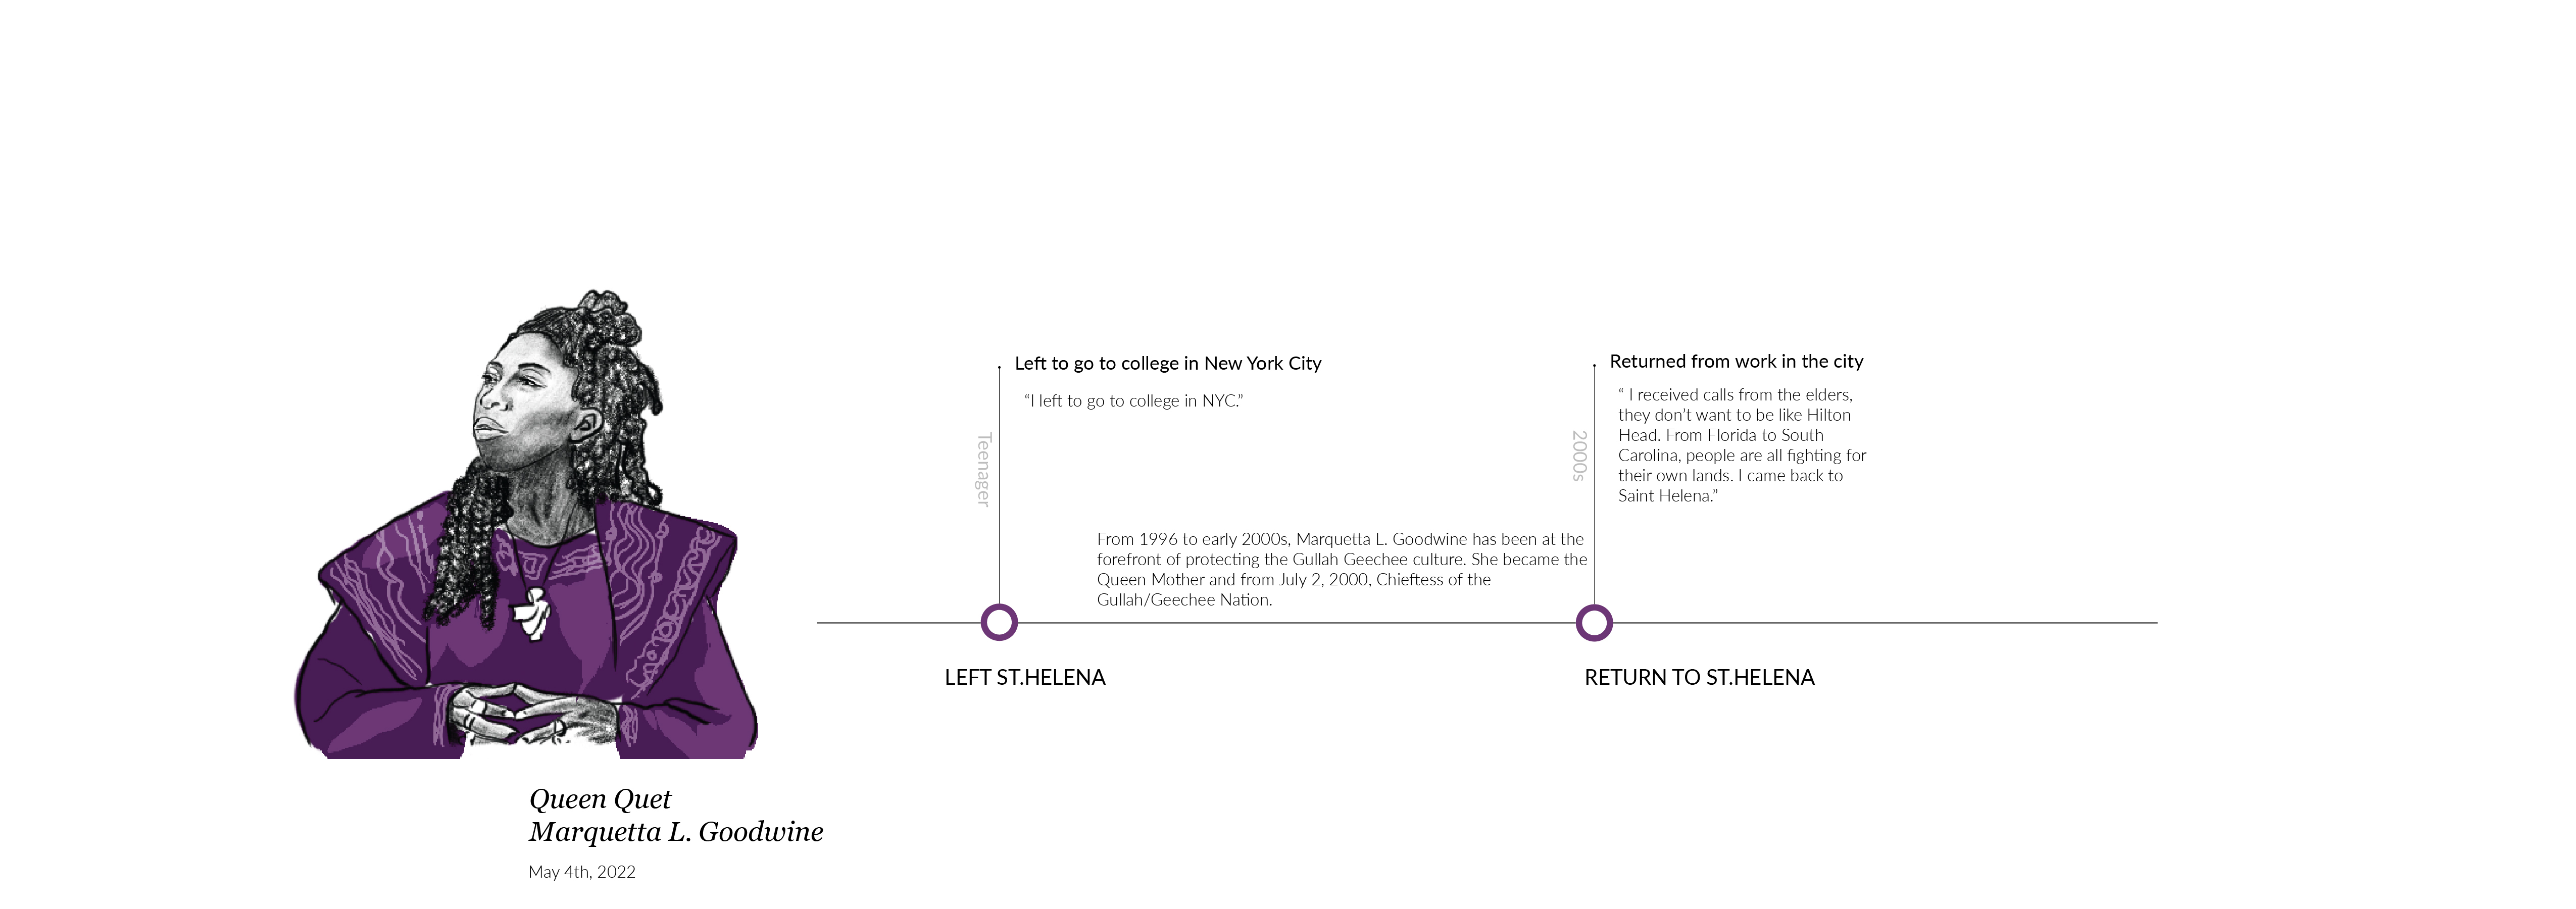 Left to go to college in New York City
“I left to go to college in NYC.”
Teenager
From 1996 to early 2000s, Marquetta L. Goodwine has been at the
forefront of protecting the Gullah Geechee culture. She became the
Queen Mother and from July 2, 2000, Chieftess of the
Gullah/Geechee Nation.
LEFT ST.HELENA
Returned from work in the city
“ I received calls from the elders,
they don't want to be like Hilton
Head. From Florida to South
Carolina, people are all fighting for
their own lands. I came back to
Saint Helena.”
2000s
RETURN TO ST.HELENA
Queen Quet
Marquetta L. Goodwine
May 4th, 2022